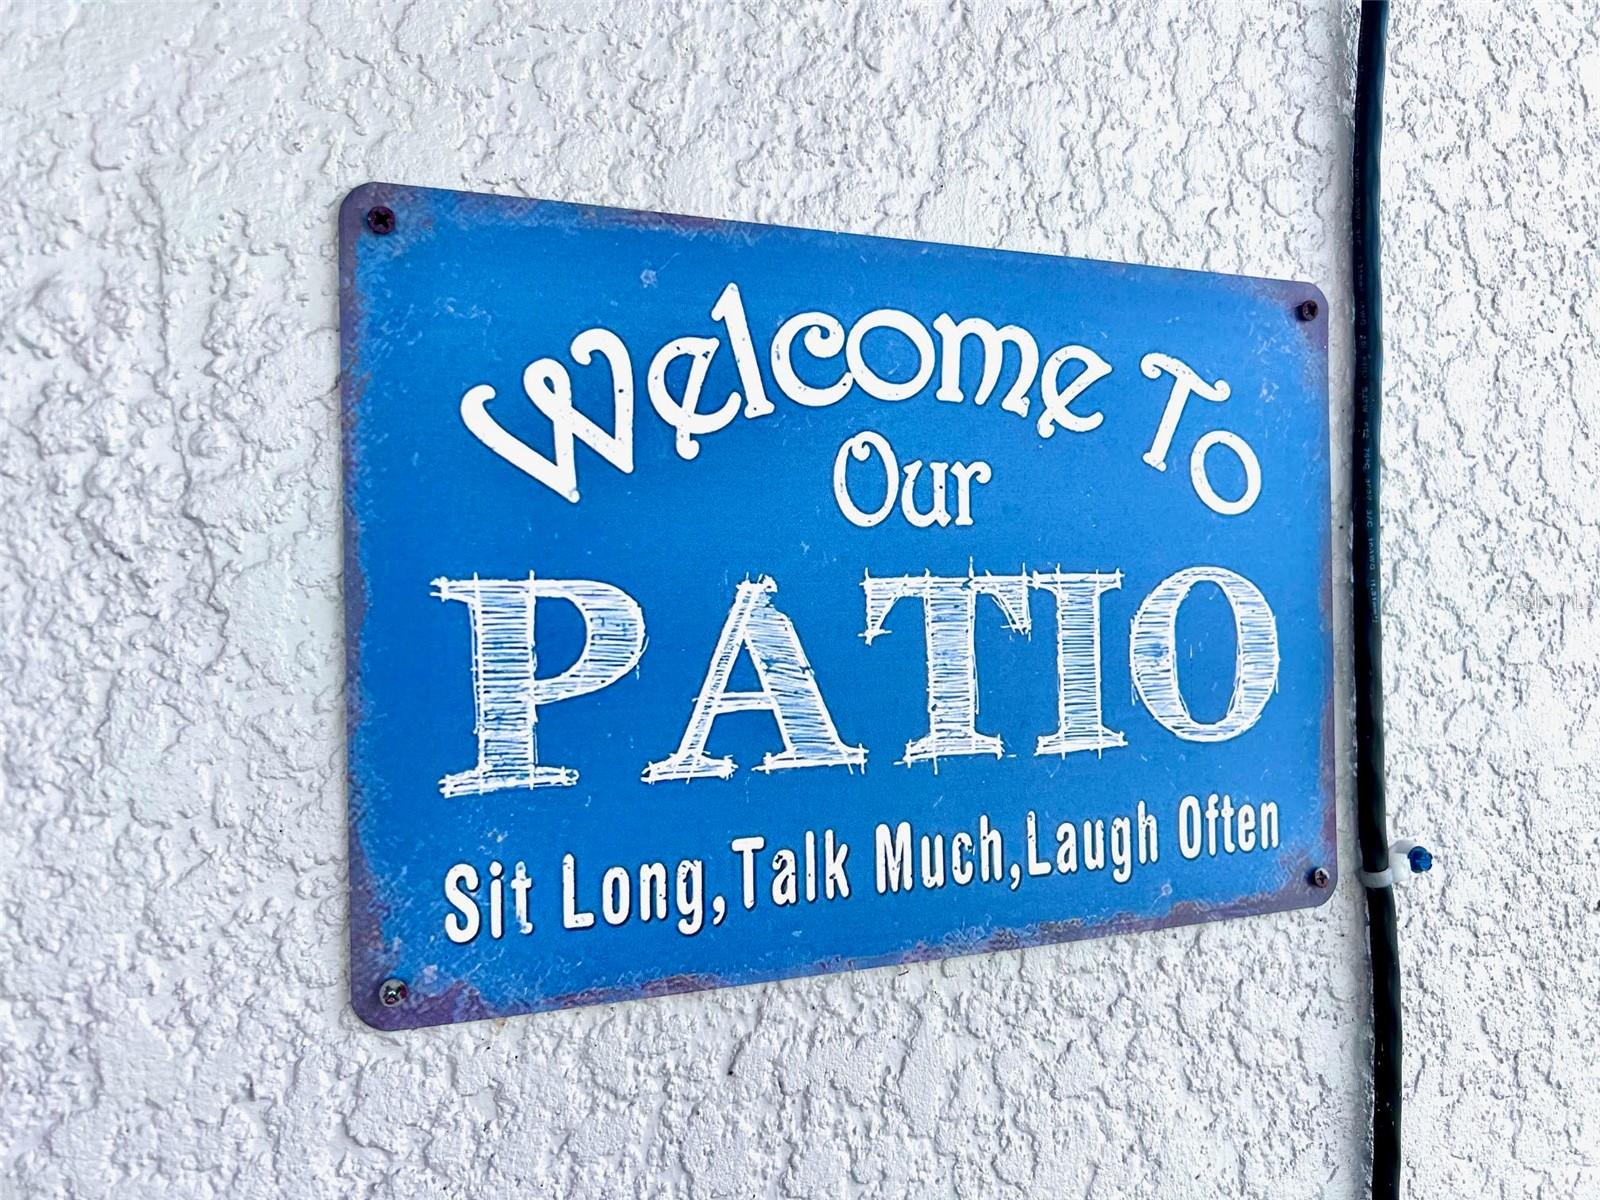 Welcome To
Our
PATIO
Sit Long,Talk Much,Laugh Often